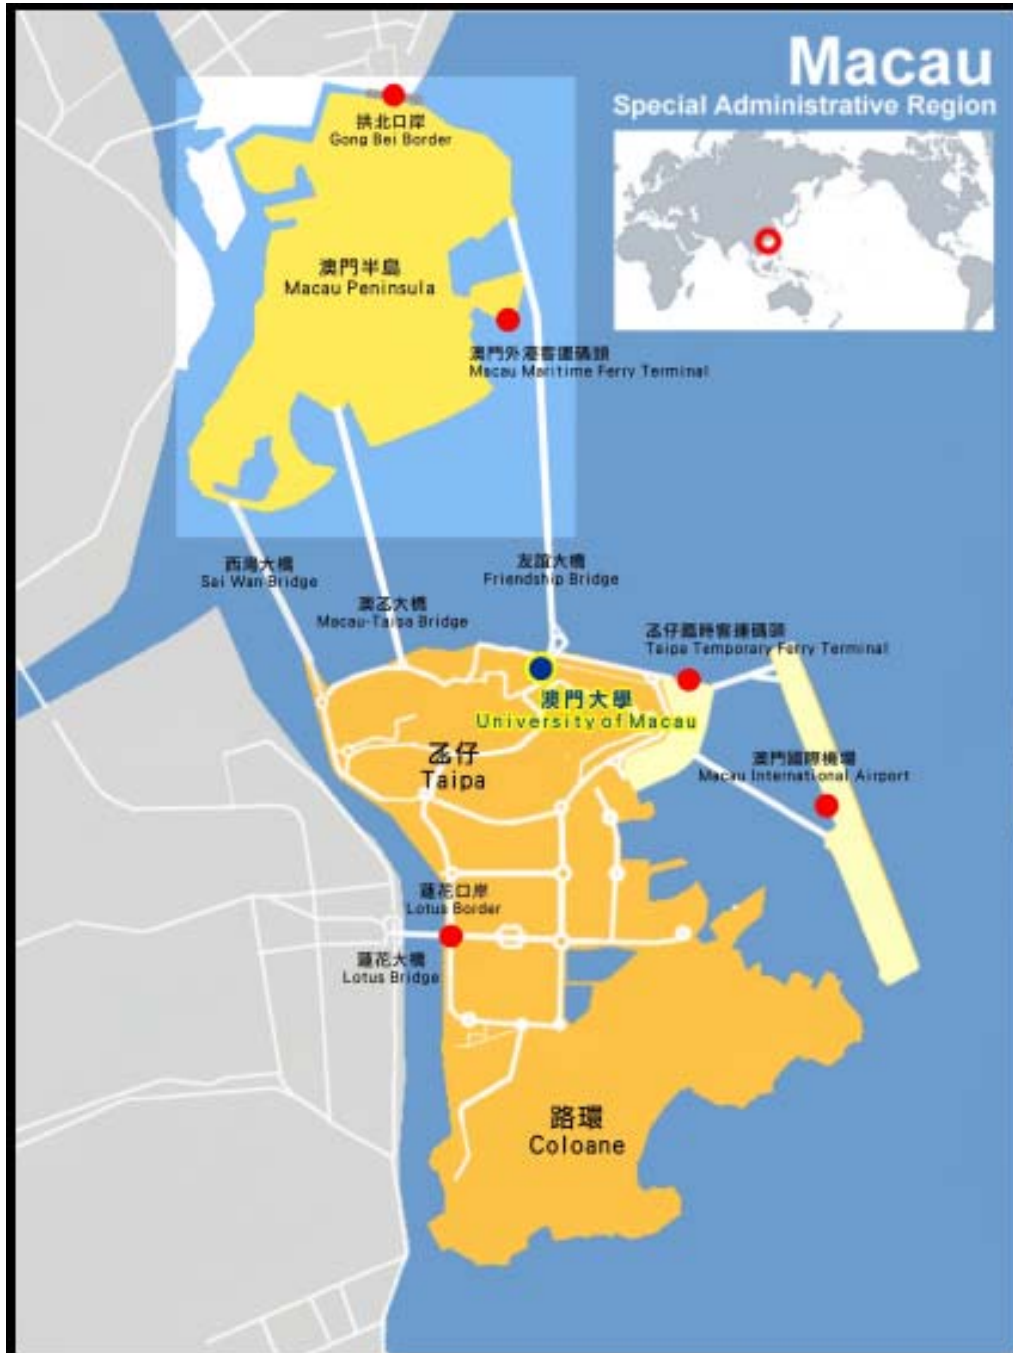 Macau
Special Administrative Region
拱北口岸
Gong Bei Border
澳門半島
Macau Peninsula
澳門外港客運碼頭
Macau Maritime Ferry Terminal
西灣大橋
Sai Wan Bridge
澳氹大橋
Macau-Taipa Bridge
友誼大橋
Friendship Bridge
氹仔臨時客運碼頭
Taipa Temporary Ferry Terminal
澳門大學
University of Macau
氹仔
Taipa
澳門國際機場
Macau International Airport
蓮花口岸
Lotus Border
蓮花大橋
Lotus Bridge
路環
Coloane